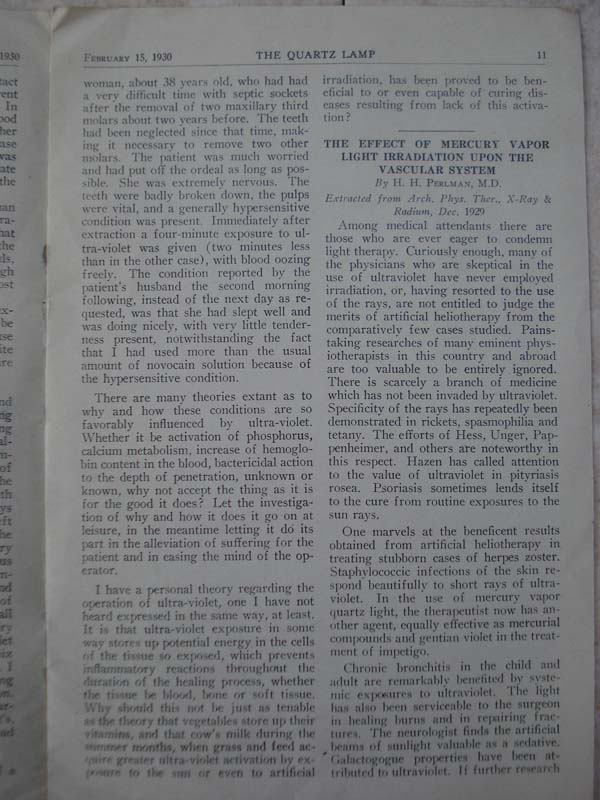 1930
tact
In
her
was
the
FEBRUARY 15, 1930
THE QUARTZ LAMP
11
woman, about 38 years old, who had had
a very difficult time with septic sockets
after the removal of two maxillary third
molars about two years before. The teeth
had been neglected since that time, mak-
ing it necessary to remove two other
molars. The patient was much worried
and had put off the ordeal as long as pos-
sible. She was extremely nervous. The
teeth were badly broken down, the pulps
were vital, and a generally hypersensitive
condition was present. Immediately after
extraction a four-minute exposure to ul-
tra-violet was given (two minutes less
than in the other case), with blood oozing
freely. The condition reported by the
patient's husband the second morning
following, instead of the next day as re-
quested, was that she had slept well and
was doing nicely, with very little tender-
ness present, notwithstanding the fact
that I had used more than the usual
amount of novocain solution because of
the hypersensitive condition.
There are many theories extant as to
why and how these conditions are so
favorably influenced by ultra-violet.
Whether it be activation of phosphorus,
calcium metabolism, increase of hemoglo-
bin content in the blood, bactericidal action
to the depth of penetration, unknown or
known, why not accept the thing as it is
for the good it does? Let the investiga-
tion of why and how it does it go on at
leisure, in the meantime letting it do its
part in the alleviation of suffering for the
patient and in easing the mind of the op-
erator.
I have a personal theory regarding the
operation of ultra-violet, one I have not
heard expressed in the same way, at least.
It is that ultra-violet exposure in some
way stores up potential energy in the cells
of the tissue so exposed, which prevents
inflammatory reactions throughout the
duration of the healing process, whether
the tissue be blood, bone or soft tissue.
Why should this not be just as tenable
as the theory that vegetables store up their
vitamins, and that cow's milk during the
summer months, when grass and feed ac-
quire greater ultra-violet activation by ex-
posure to the sun or even to artificial
irradiation, has been proved to be ben-
eficial to or even capable of curing dis-
eases resulting from lack of this activa-
tion?
THE EFFECT OF MERCURY VAPOR
LIGHT IRRADIATION UPON THE
VASCULAR SYSTEM
By H. H. PERLMAN, M.D.
Extracted from Arch. Phys. Ther., X-Ray &
Radium, Dec. 1929
Among medical attendants there are
those who are ever eager to condemn
light therapy. Curiously enough, many of
the physicians who are skeptical in the
use of ultraviolet have never employed
irradiation, or, having resorted to the use
of the rays, are not entitled to judge the
merits of artificial heliotherapy from the
comparatively few cases studied. Pains-
taking researches of many eminent phys-
iotherapists in this country and abroad
are too valuable to be entirely ignored.
There is scarcely a branch of medicine
which has not been invaded by ultraviolet.
Specificity of the rays has repeatedly been
demonstrated in rickets, spasmophilia and
tetany. The efforts of Hess, Unger, Pap-
penheimer, and others are noteworthy in
this respect. Hazen has called attention
to the value of ultraviolet in pityriasis
rosea. Psoriasis sometimes lends itself
to the cure from routine exposures to the
sun rays.
One marvels at the beneficent results
obtained from artificial heliotherapy in
treating stubborn cases of herpes zoster.
Staphylococcic infections of the skin re-
spond beautifully to short rays of ultra-
violet. In the use of mercury vapor
quartz light, the therapeutist now has an-
other agent, equally effective as mercurial
compounds and gentian violet in the treat-
ment of impetigo.
Chronic bronchitis in the child and
adult are remarkably benefited by syste-
mic exposures to ultraviolet. The light
has also been serviceable to the surgeon
in healing burns and in repairing frac-
tures. The neurologist finds the artificial
beams of sunlight valuable as a sedative.
Galactogogue properties have been at-
tributed to ultraviolet. If further research